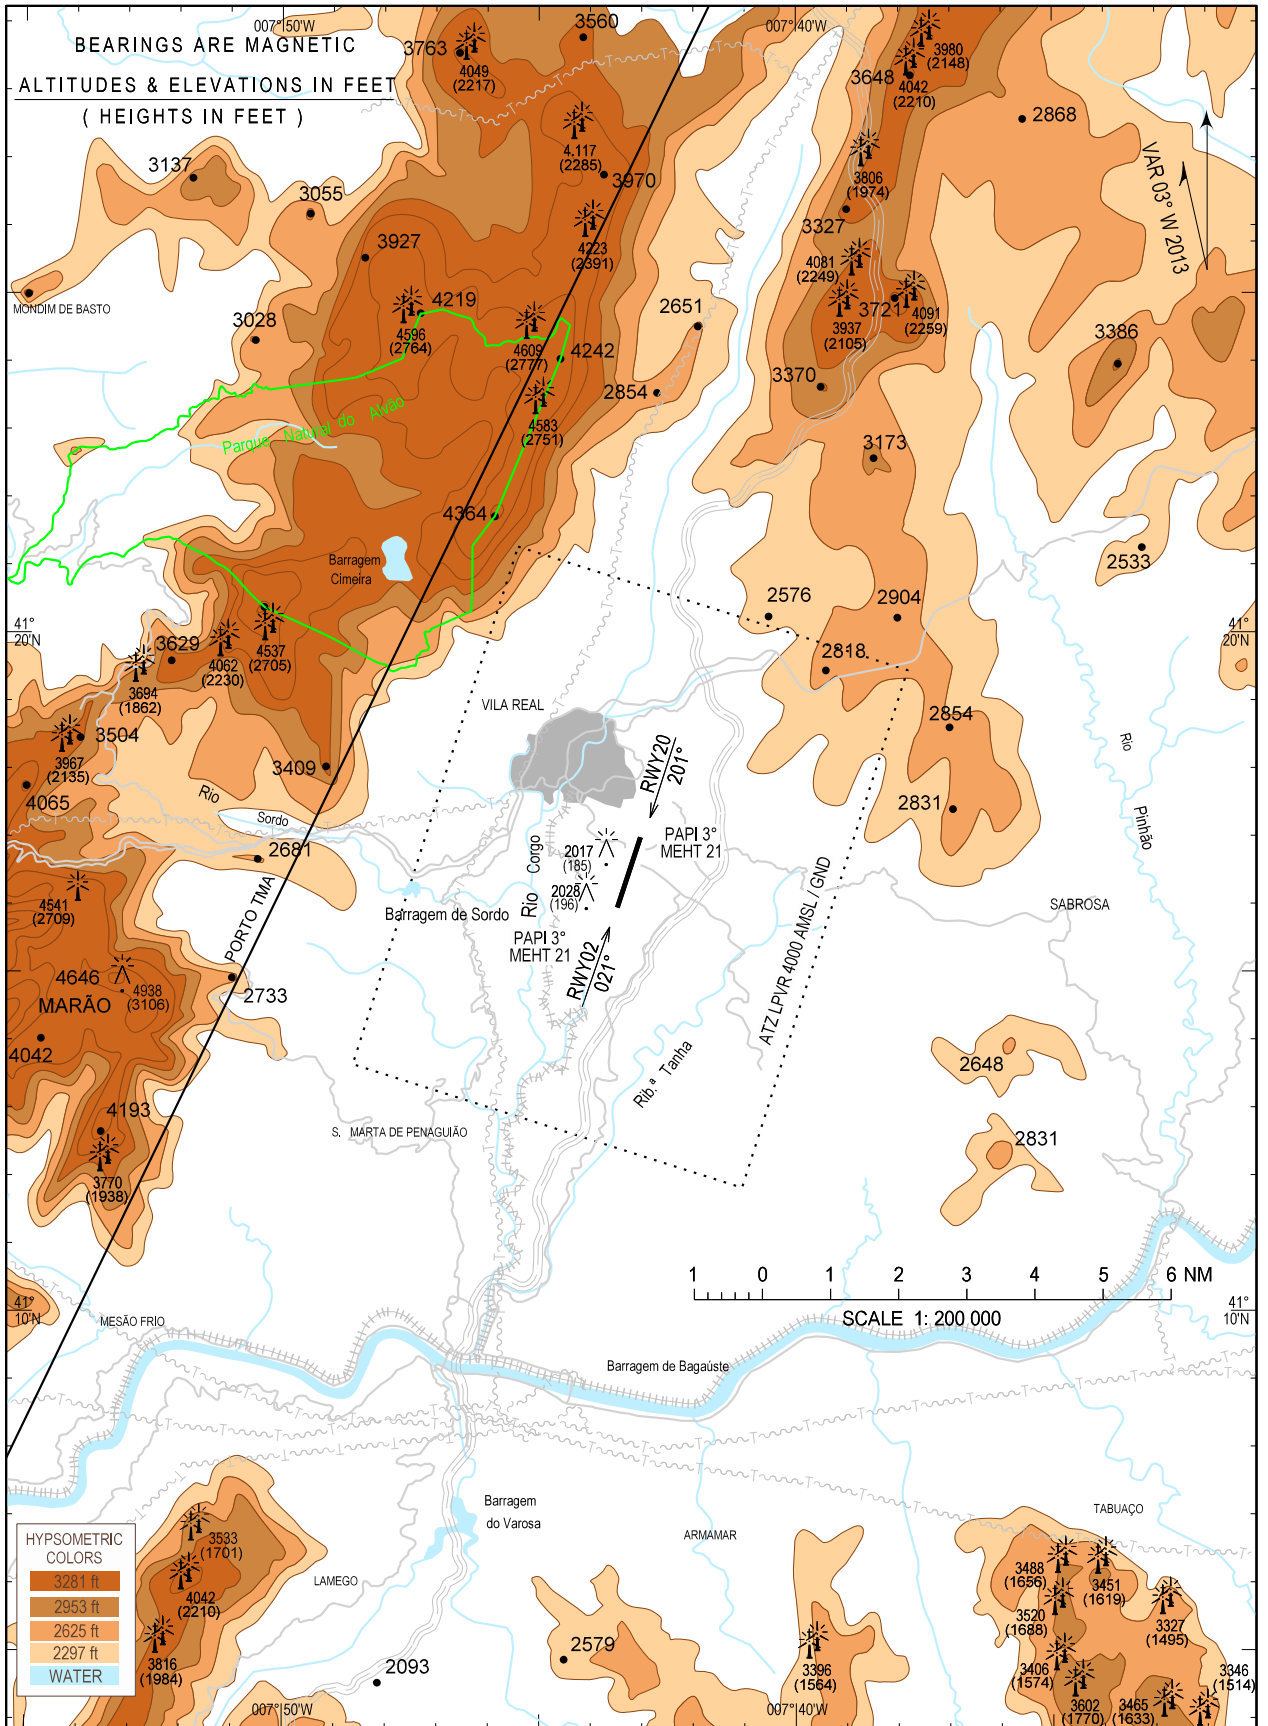 007°50'W
007°40'W
BEARINGS ARE MAGNETIC
ALTITUDES & ELEVATIONS IN FEET
( HEIGHTS IN FEET )
3763
4049
(2217)
3560
3980
(2148)
3648
4042
(2210)
2868
4.117
(2285)
3970
3806
(1974)
VAR 03° W 2013
3137
3055
3327
4223
(2391)
3927
4081
(2249)
MONDIM DE BASTO
4219
4596
(2764)
3028
4609
(2777)
4242
2651
3937
(2105)
3721
4091
(2259)
3386
3370
2854
4583
(2751)
Parque Natural do Alvão
3173
4364
Barragem
Cimeira
2533
2576
2904
41°
20'N
41°
20'N
4537
(2705)
3629
4062
(2230)
3694
(1862)
2818
VILA REAL
2854
3504
3967
(2135)
3409
4065
RWY20
201°
Rio
Sordo
Rio
Pinhão
2831
PAPI 3°
MEHT 21
2681
2017
(185)
Rio Corgo
2028
(196)
4541
(2709)
Barragem de Sordo
SABROSA
PORTO TMA
PAPI 3°
MEHT 21
RWY02
021°
ATZ LPVR 4000 AMSL / GND
4646
4938
(3106)
MARÃO
2733
4042
2648
Rib.ª Tanha
4193
S. MARTA DE PENAGUIÃO
2831
3770
(1938)
1 0 1 2 3 4 5 6 NM
SCALE 1: 200 000
41°
10'N
41°
10'N
MESÃO FRIO
Barragem de Bagaúste
Barragem
do Varosa
TABUAÇO
ARMAMAR
LAMEGO
3533
(1701)
4042
(2210)
3816
(1984)
HYPSOMETRIC
COLORS
3281 ft
2953 ft
2625 ft
2297 ft
WATER
2093
2579
3396
(1564)
3488
(1656)
3451
(1619)
3520
(1688)
3327
(1495)
3406
(1574)
3602
(1770)
3465
(1633)
3346
(1514)
007°50'W
007°40'W